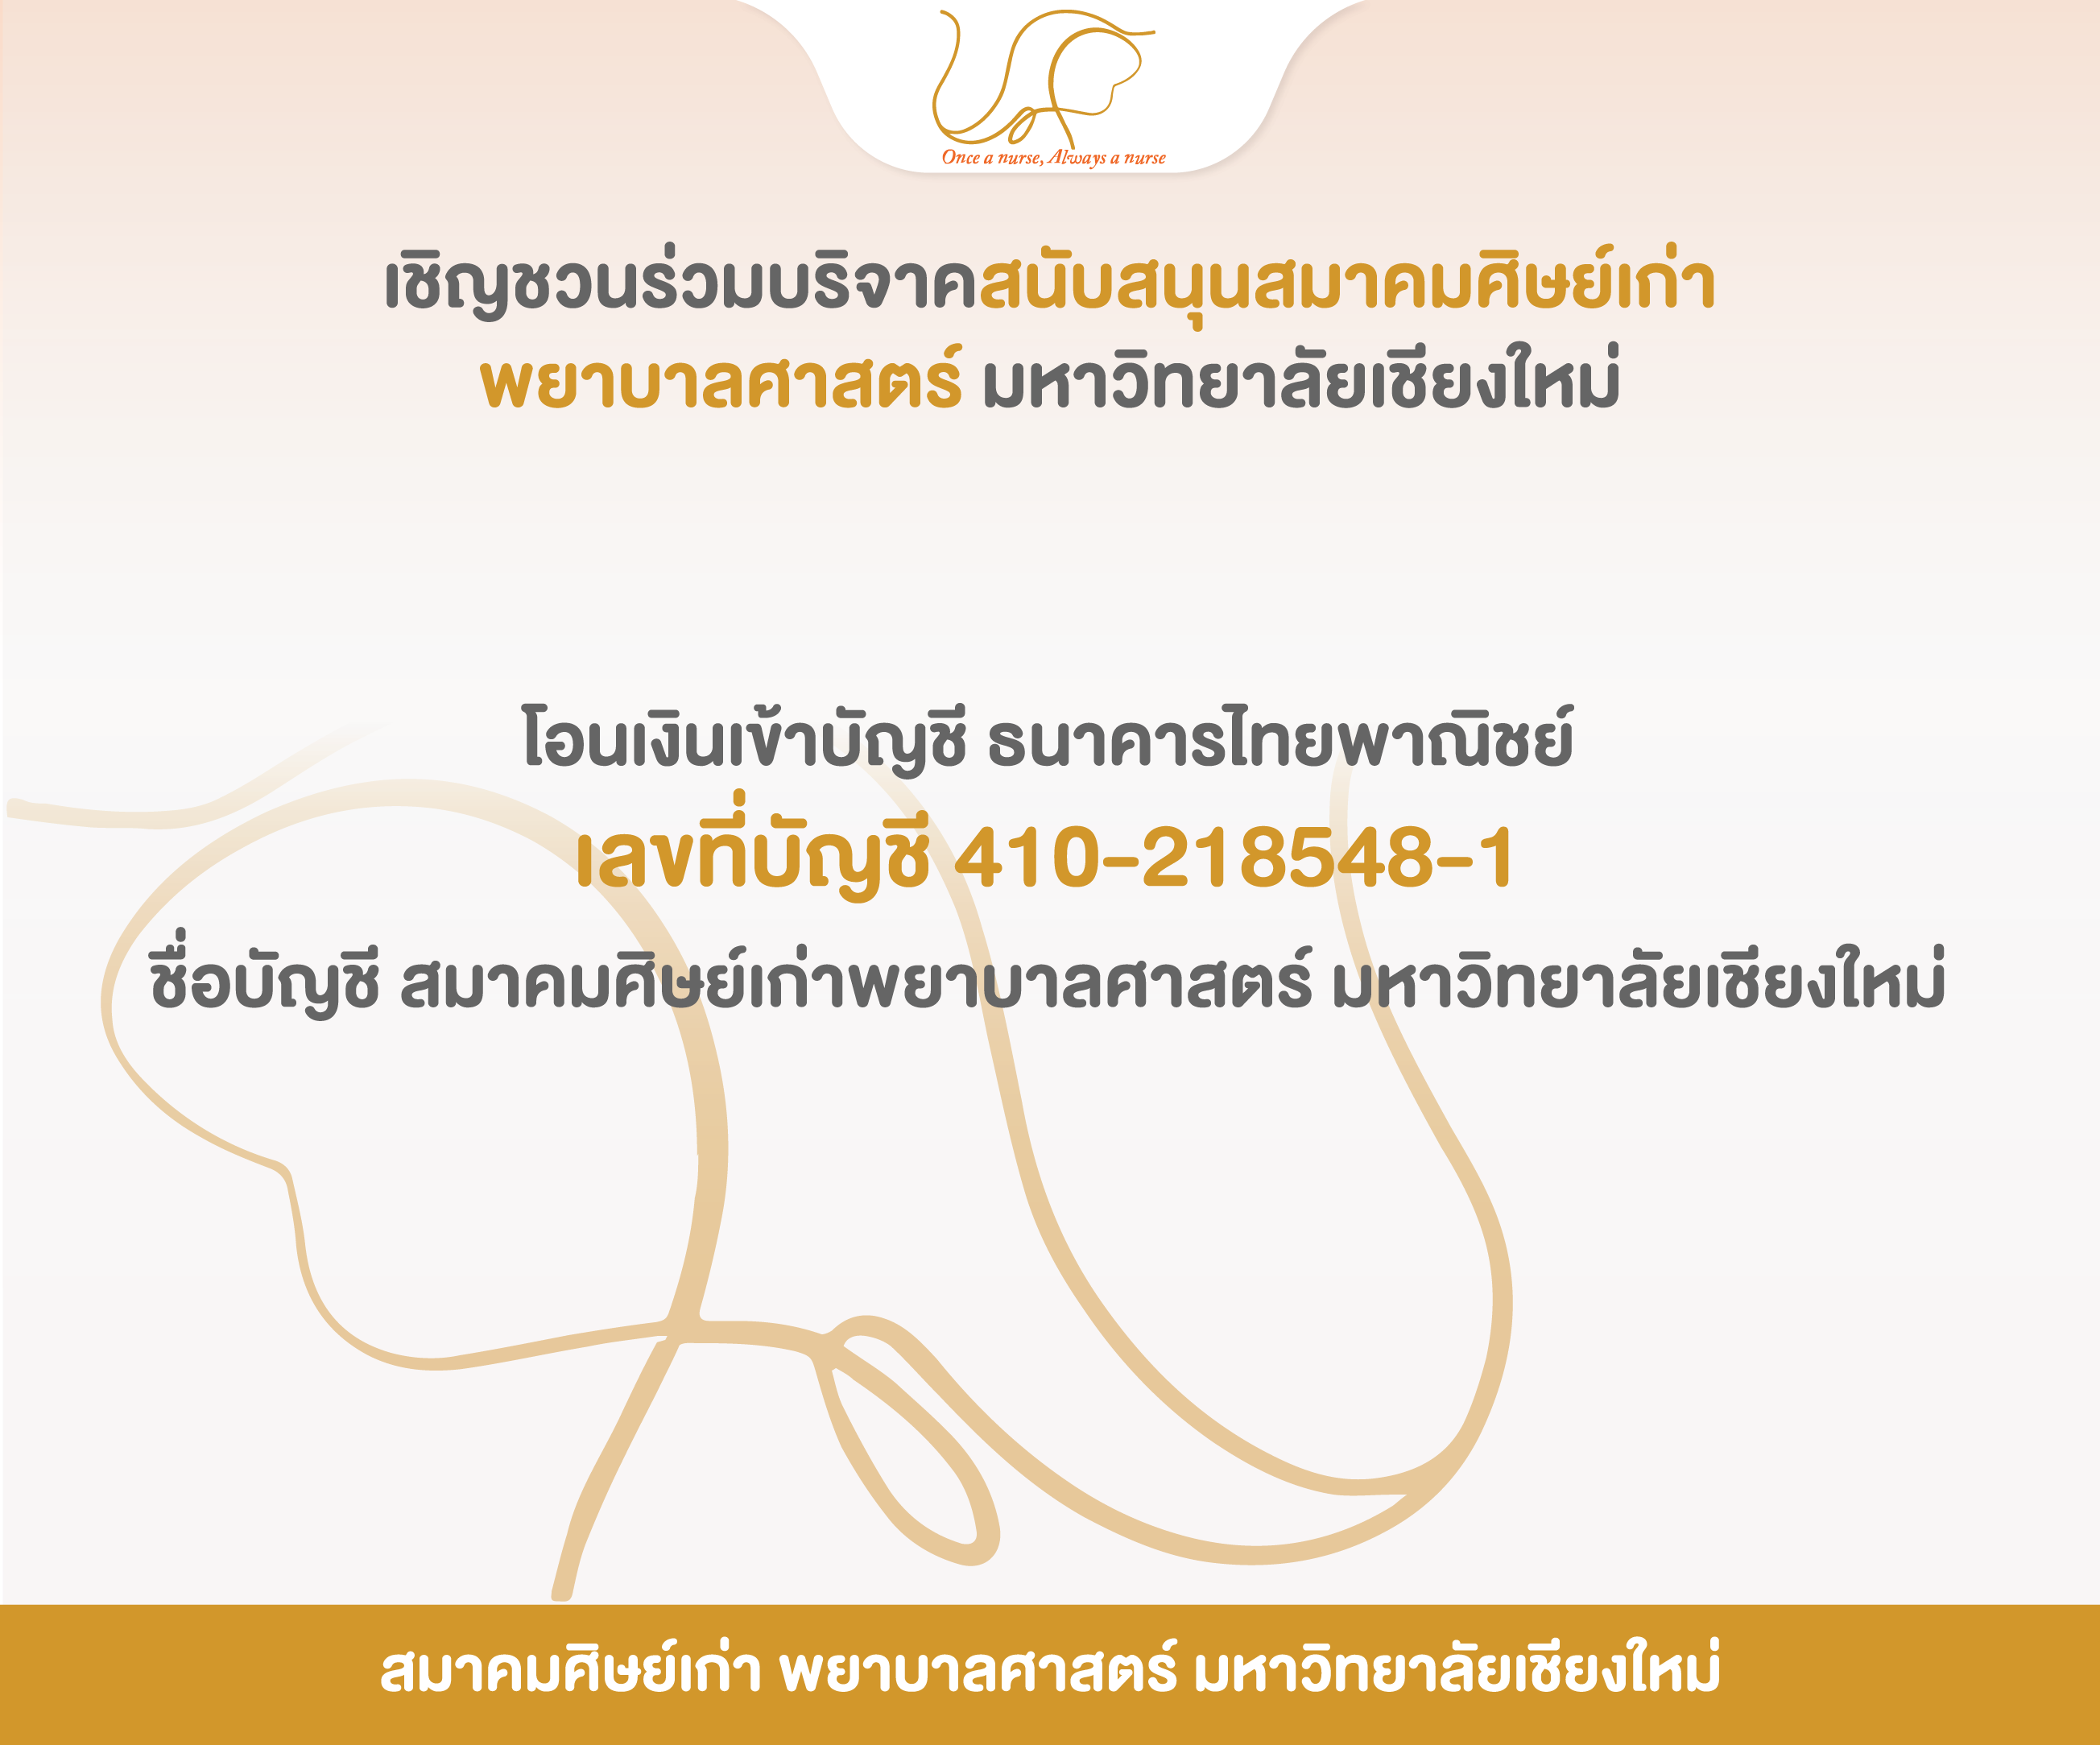 Once a nurse, Always a nurse
เชิญชวนร่วมบริจาคสนับสนุนสมาคมศิษย์เก่า
พยาบาลศาสตร์ มหาวิทยาลัยเชียงใหม่
โอนเงินเข้าบัญชี ธนาคารไทยพาณิชย์
เลขที่บัญชี 410-218548-1
ชื่อบัญชี สมาคมศิษย์เก่าพยาบาลศาสตร์ มหาวิทยาลัยเชียงใหม่
สมาคมศิษย์เก่า พยาบาลศาสตร์ มหาวิทยาลัยเชียงใหม่